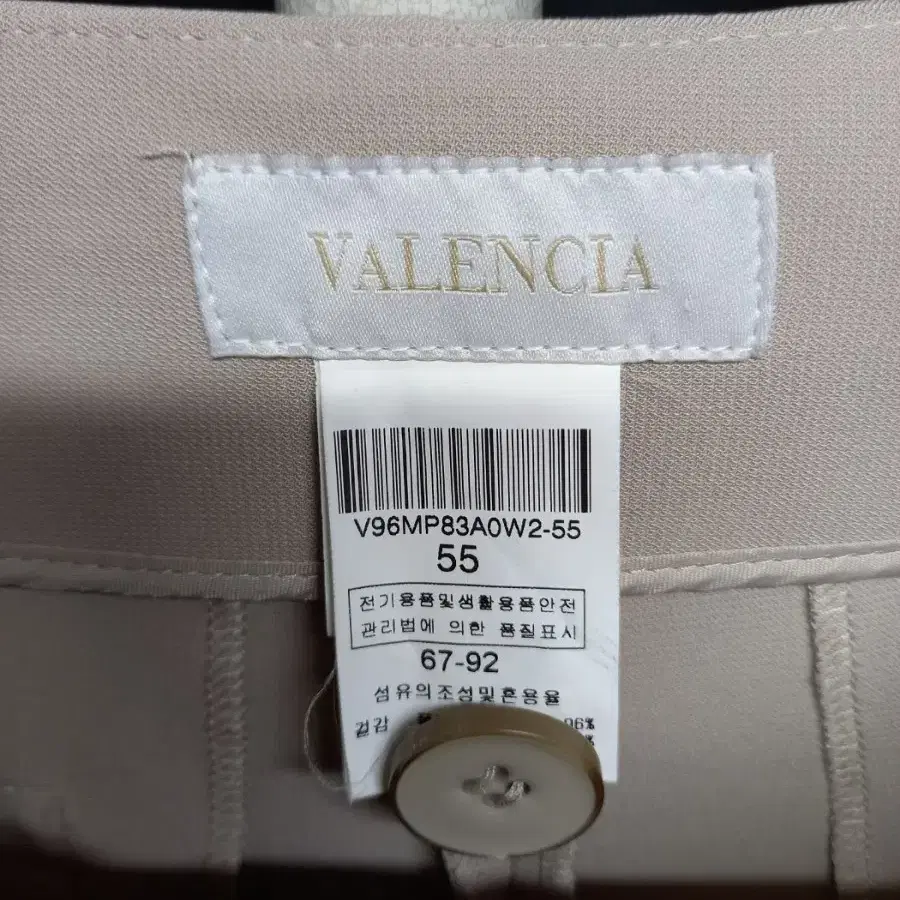 VALENCIA
V96MP83A0W2-55
55
전기용품및생활용품안전
관리법에 의한 품질표시
67-92
섬유의조성및혼용율
겉감 96%